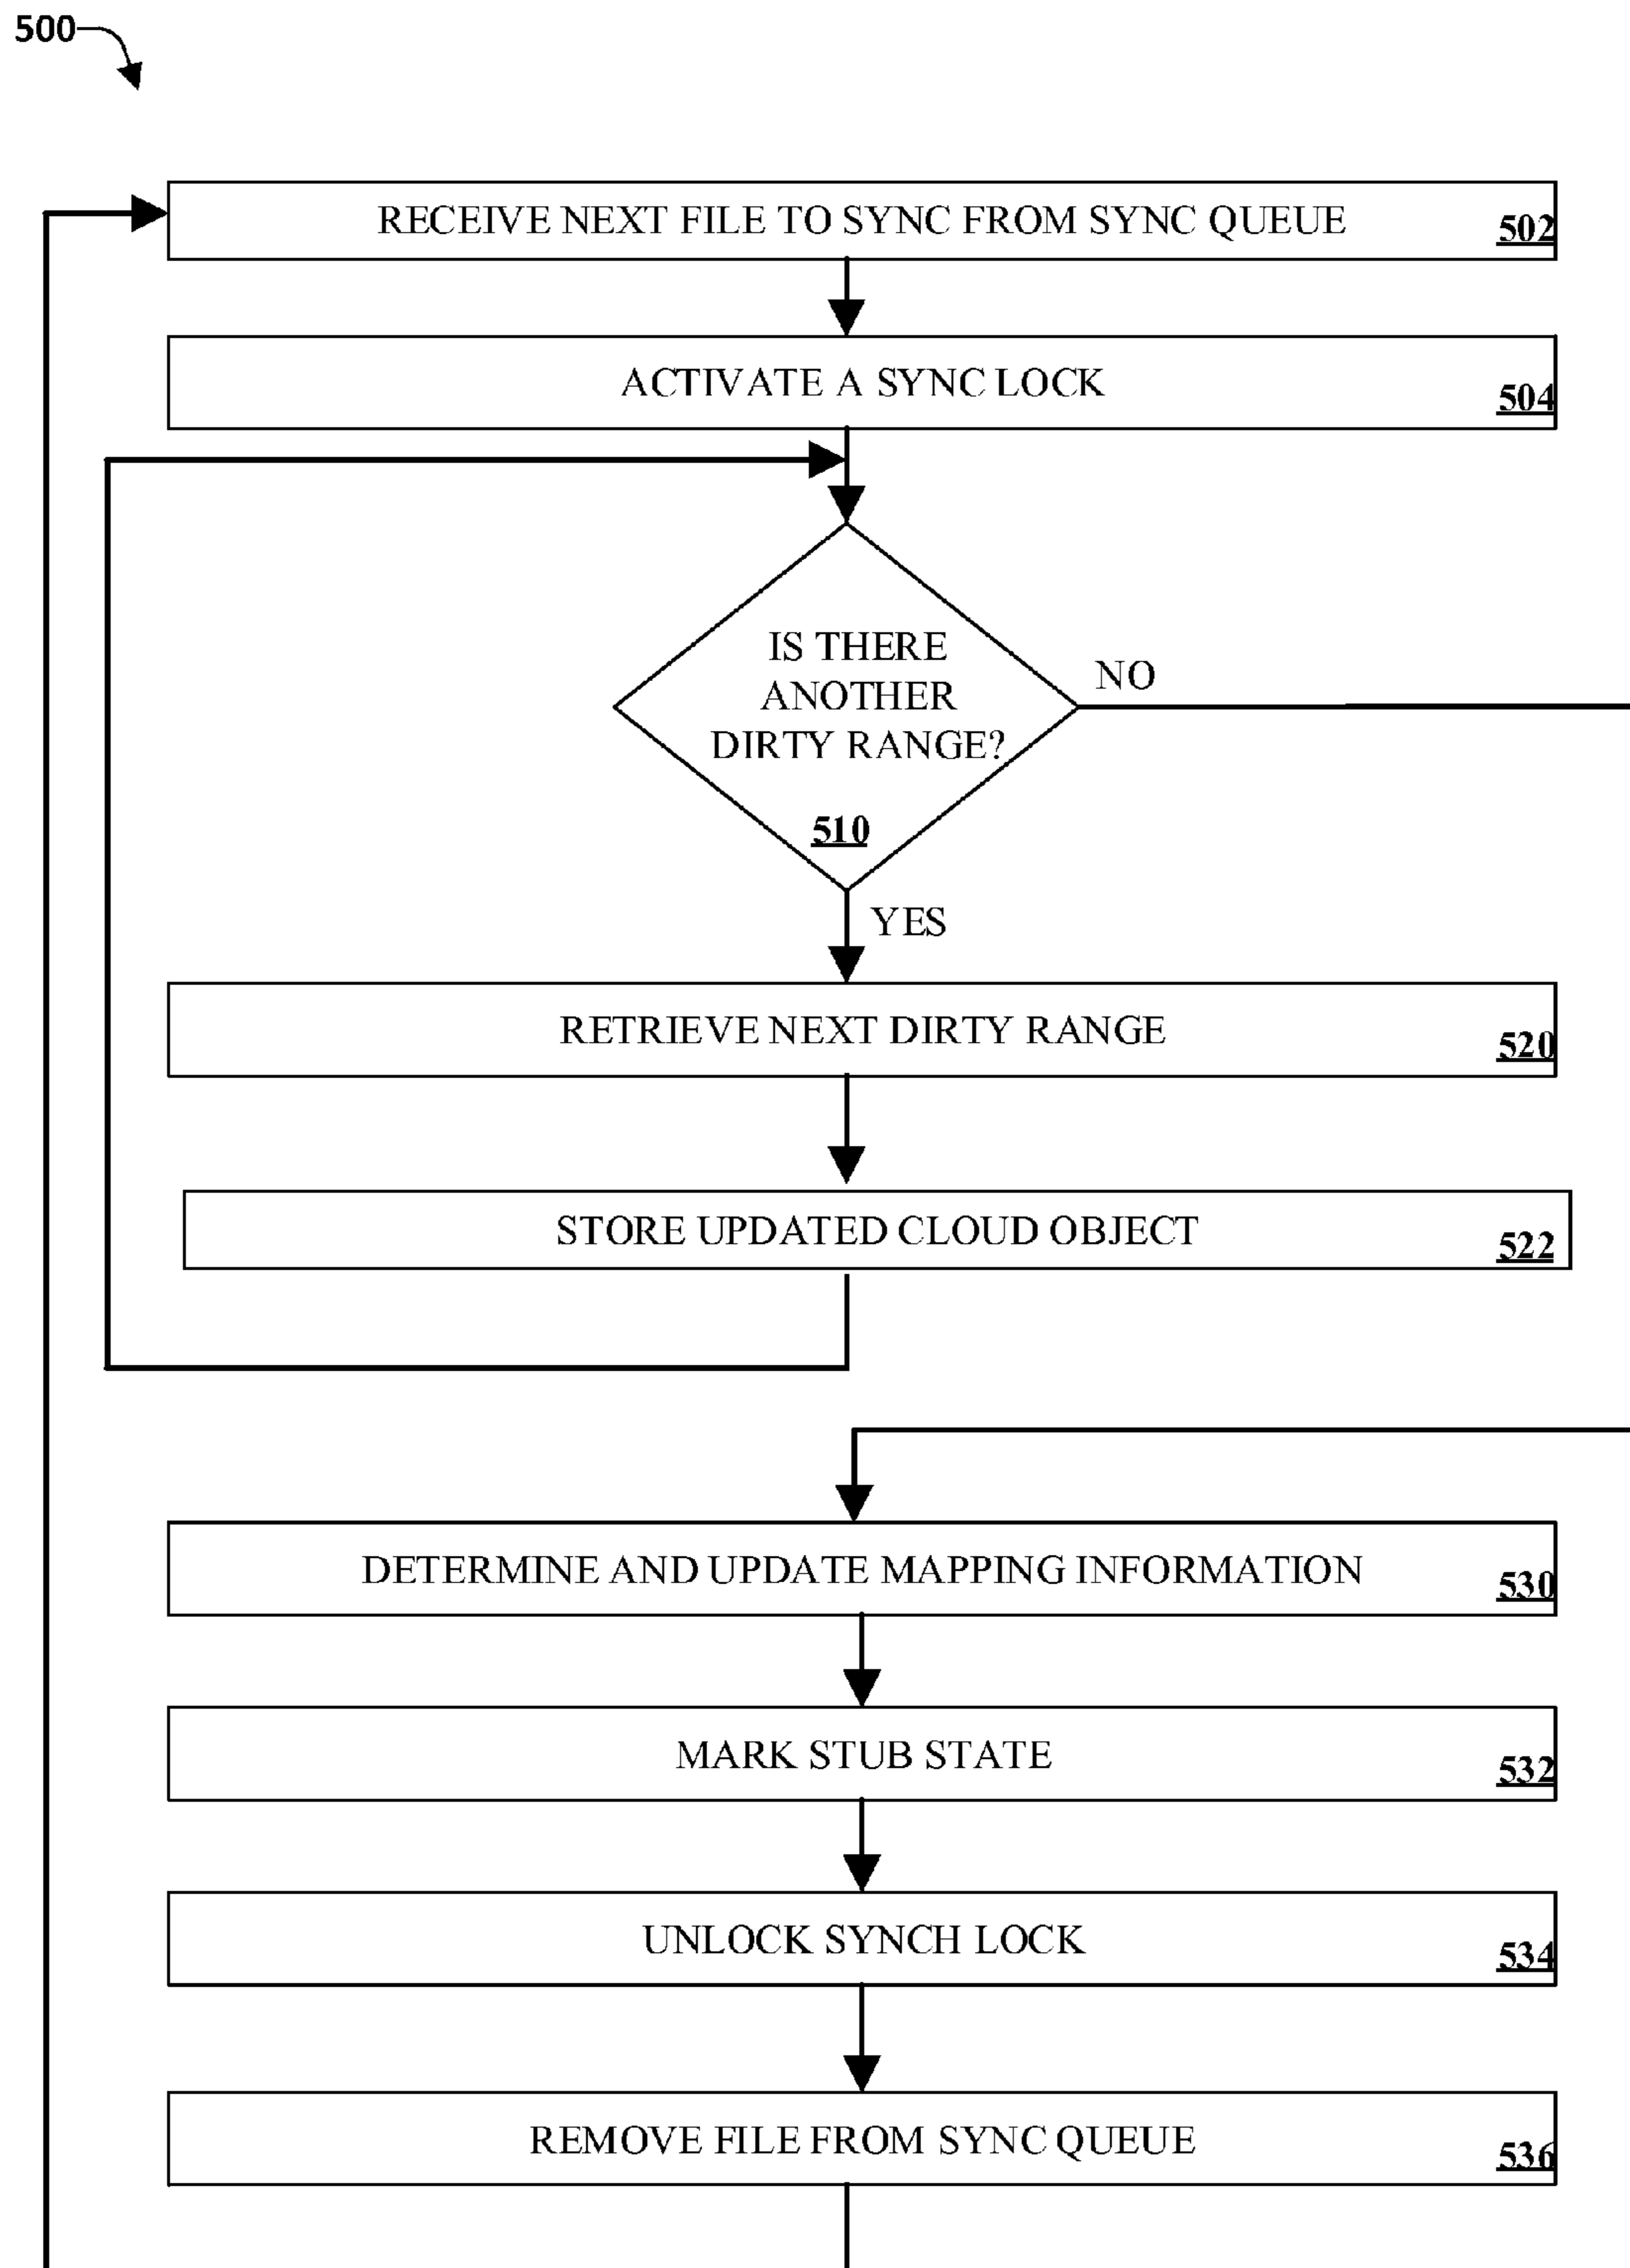 500
RECEIVE NEXT FILE TO SYNC FROM SYNC QUEUE 502
ACTIVATE A SYNC LOCK 504
IS THERE
ANOTHER
DIRTY RANGE?
510
NO
YES
RETRIEVE NEXT DIRTY RANGE 520
STORE UPDATED CLOUD OBJECT 522
DETERMINE AND UPDATE MAPPING INFORMATION 530
MARK STUB STATE 532
UNLOCK SYNCH LOCK 534
REMOVE FILE FROM SYNC QUEUE 536